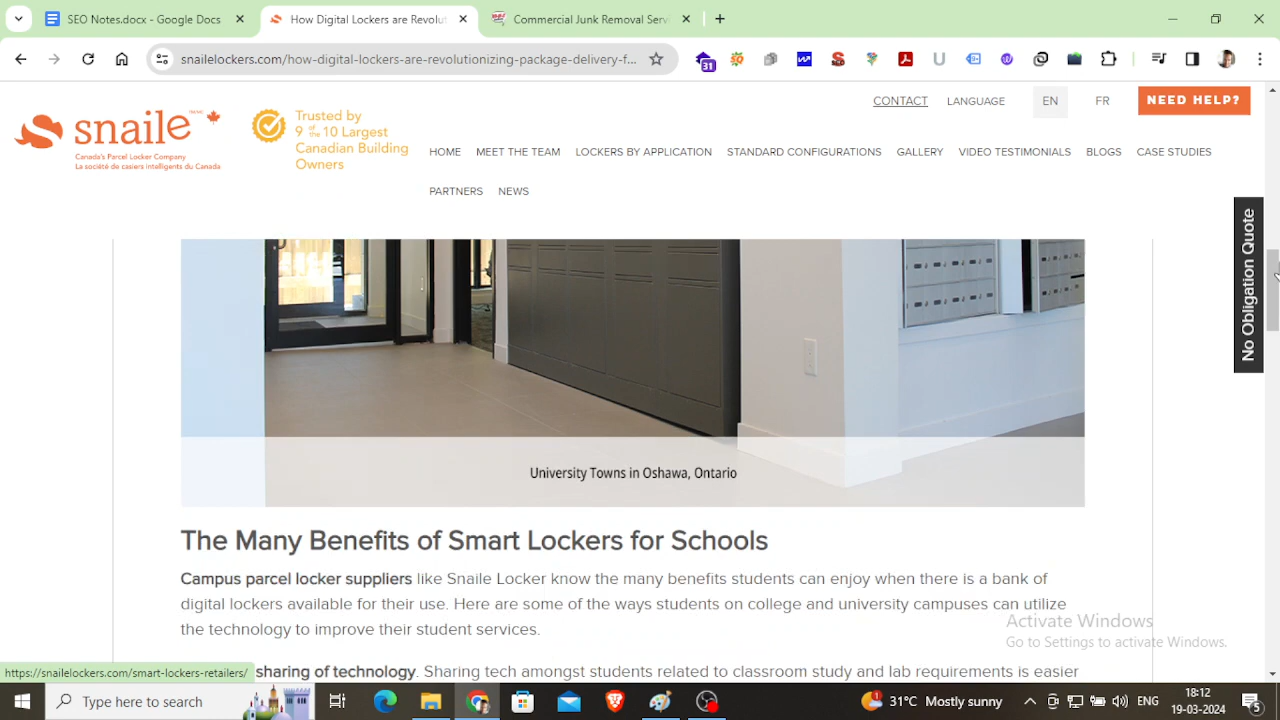 SEO Notes.docx - Google Docs
How Digital Lockers are Revolut
Commercial Junk Removal Serv
snailelockers.com/how-digital-lockers-are-revolutionizing-package-delivery-f...
31
CONTACT
LANGUAGE
EN
FR
NEED HELP?
snaile
Canada's Parcel Locker Company
La société de casiers intelligents du Canada
Trusted by
9 of the 10 Largest
Canadian Building
Owners
HOME
MEET THE TEAM
LOCKERS BY APPLICATION
STANDARD CONFIGURATIONS
GALLERY
VIDEO TESTIMONIALS
BLOGS
CASE STUDIES
PARTNERS
NEWS
No Obligation Quote
University Towns in Oshawa, Ontario
The Many Benefits of Smart Lockers for Schools
Campus parcel locker suppliers like Snaile Locker know the many benefits students can enjoy when there is a bank of
digital lockers available for their use. Here are some of the ways students on college and university campuses can utilize
the technology to improve their student services.
sharing of technology. Sharing tech amongst students related to classroom study and lab requirements is easier
Activate Windows
Go to Settings to activate Windows.
https://snailelockers.com/smart-lockers-retailers/
Type here to search
1
31°C Mostly sunny
ENG
18:12
19-03-2024
5